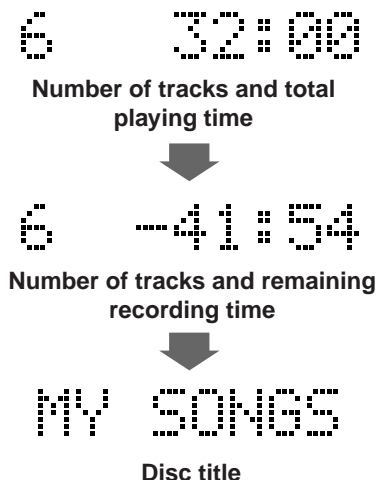 6 32:00
Number of tracks and total
playing time
6 -41:54
Number of tracks and remaining
recording time
MY SONGS
Disc title